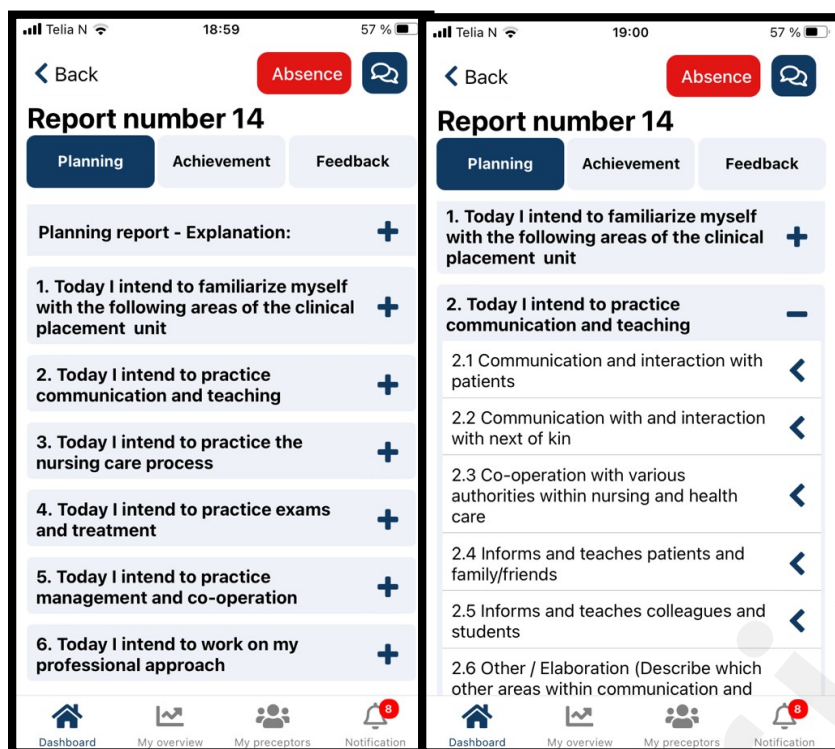 Telia N 18:59 57 %
Back Absence
Report number 14
Planning Achievement Feedback
Planning report - Explanation:
1. Today I intend to familiarize myself
with the following areas of the clinical
placement unit
2. Today I intend to practice
communication and teaching
3. Today I intend to practice the
nursing care process
4. Today I intend to practice exams
and treatment
5. Today I intend to practice
management and co-operation
6. Today I intend to work on my
professional approach
8
Dashboard My overview My preceptors Notification
Telia N 19:00 57 %
Back Absence
Report number 14
Planning Achievement Feedback
1. Today I intend to familiarize myself
with the following areas of the clinical
placement unit
2. Today I intend to practice
communication and teaching
2.1 Communication and interaction with
patients
2.2 Communication with and interaction
with next of kin
2.3 Co-operation with various
authorities within nursing and health
care
2.4 Informs and teaches patients and
family/friends
2.5 Informs and teaches colleagues and
students
2.6 Other / Elaboration (Describe which
other areas within communication and
8
Dashboard My overview My preceptors Notification